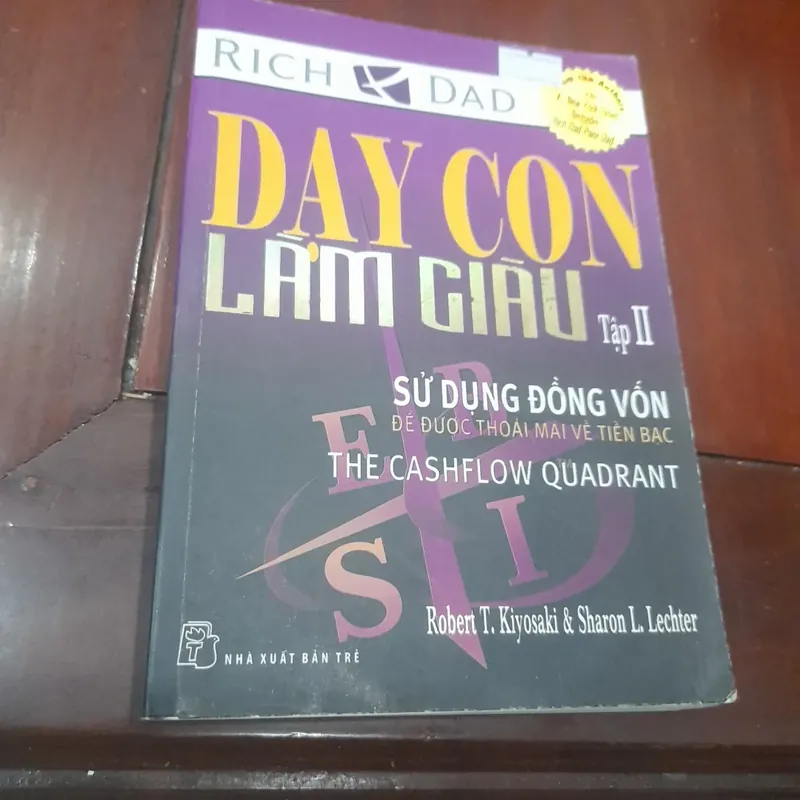 RICH DAD
DẠY CON
LÀM GIÀU
Tập II
SỬ DỤNG ĐỒNG VỐN
ĐỂ ĐƯỢC THOẢI MÁI VỀ TIỀN BẠC
THE CASHFLOW QUADRANT
E B
S I
Robert T. Kiyosaki & Sharon L. Lechter
T
NHÀ XUẤT BẢN TRẺ